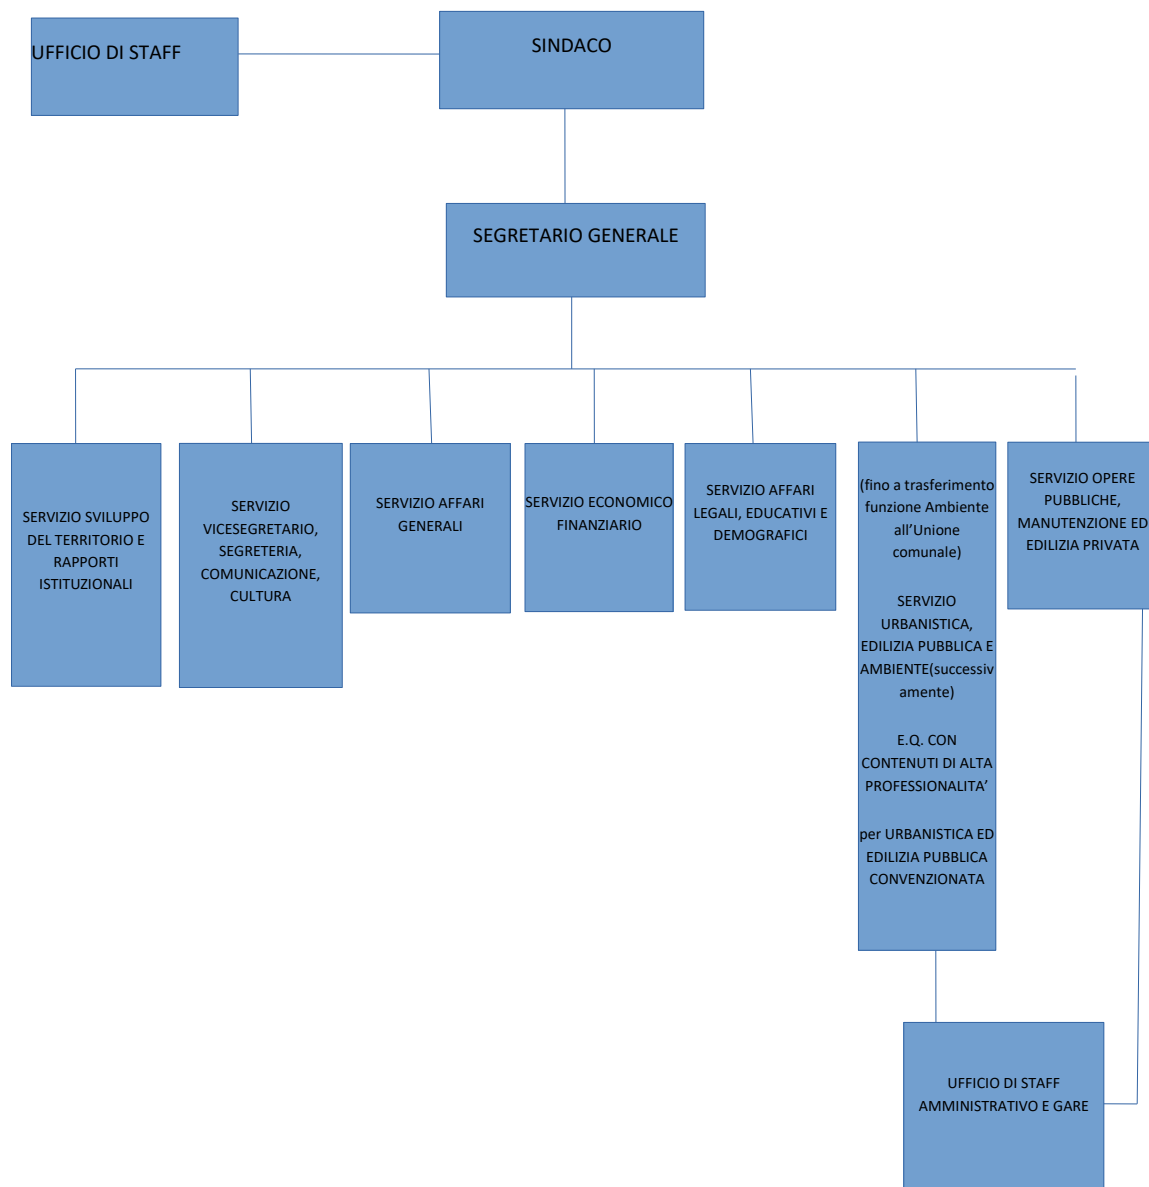 UFFICIO DI STAFF
SINDACO
SEGRETARIO GENERALE
SERVIZIO SVILUPPO
DEL TERRITORIO E
RAPPORTI
ISTITUZIONALI
SERVIZIO
VICESEGRETARIO,
SEGRETERIA,
COMUNICAZIONE,
CULTURA
SERVIZIO AFFARI
GENERALI
SERVIZIO ECONOMICO
FINANZIARIO
SERVIZIO AFFARI
LEGALI, EDUCATIVI E
DEMOGRAFICI
(fino a trasferimento
funzione Ambiente
all’Unione
comunale)
SERVIZIO
URBANISTICA,
EDILIZIA PUBBLICA E
AMBIENTE(successiv
amente)
E.Q. CON
CONTENUTI DI ALTA
PROFESSIONALITA’
per URBANISTICA ED
EDILIZIA PUBBLICA
CONVENZIONATA
SERVIZIO OPERE
PUBBLICHE,
MANUTENZIONE ED
EDILIZIA PRIVATA
UFFICIO DI STAFF
AMMINISTRATIVO E GARE